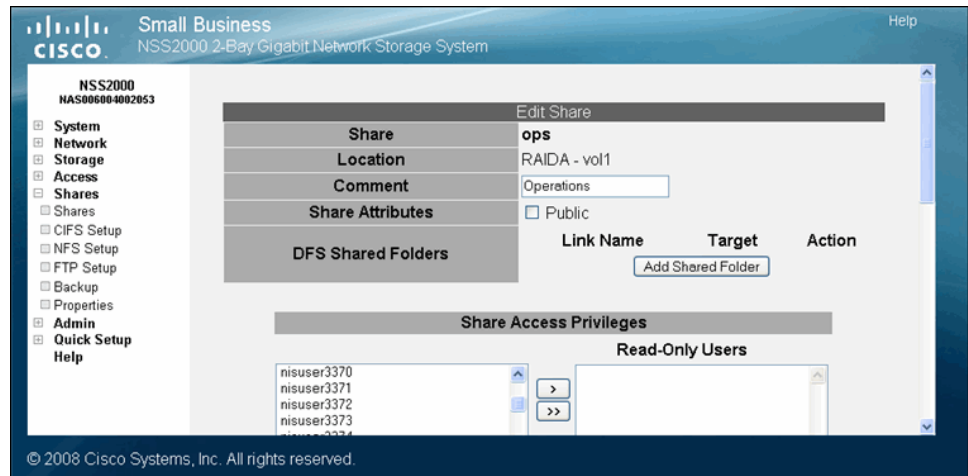 Small Business
Help
CISCO
NSS2000 2-Bay Gigabit Network Storage System
NSS2000
NAS006004002053
System
Network
Storage
Access
Shares
Shares
CIFS Setup
NFS Setup
FTP Setup
Backup
Properties
Admin
Quick Setup
Help
Edit Share
Share ops
Location RAIDA - vol1
Comment Operations
Share Attributes Public
DFS Shared Folders
Link Name Target Action
Add Shared Folder
Share Access Privileges
Read-Only Users
nisuser3370
nisuser3371
nisuser3372
nisuser3373
>
>>
© 2008 Cisco Systems, Inc. All rights reserved.